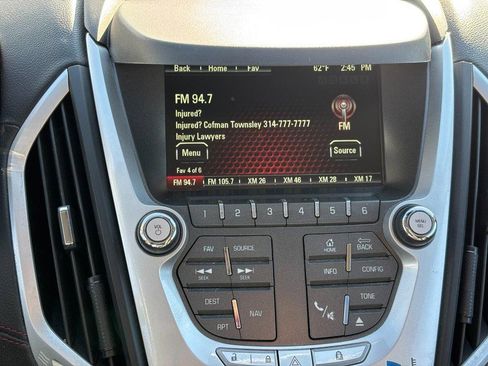 Back Home Fav 62°F 2:45 PM
FM 94.7
Injured?
Injured? Cofman Townsley 314-777-7777
Injury Lawyers
FM
Menu Source
Fav 4 of 6
FM 94.7 FM 105.7 XM 26 XM 46 XM 28 XM 17
1 2 3 4 5 6
VOL MENU SEL
FAV SOURCE HOME BACK
SEEK SEEK INFO CONFIG
DEST TONE
RPT NAV